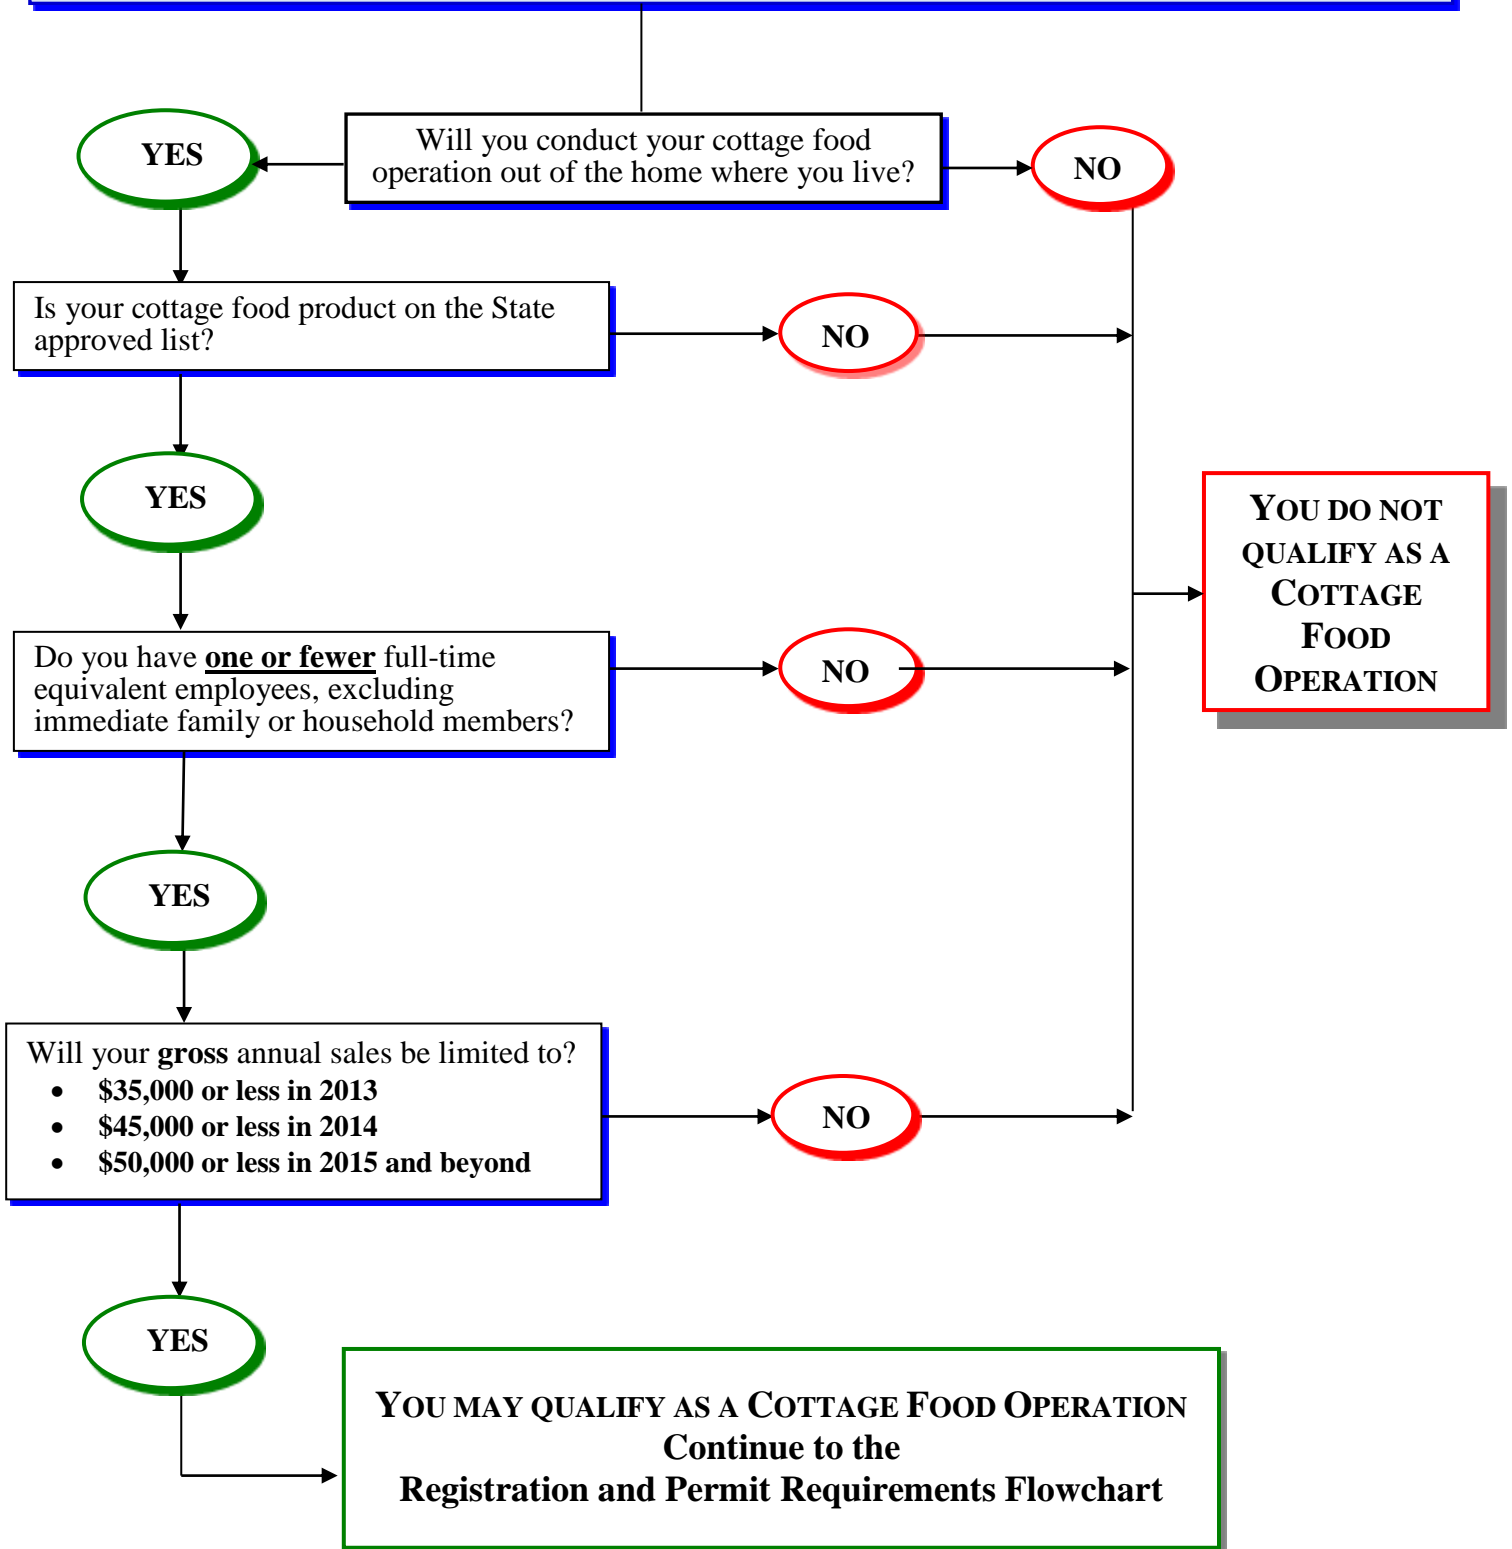 Will you conduct your cottage food
operation out of the home where you live?
YES
NO
Is your cottage food product on the State
approved list?
NO
YES
YOU DO NOT
QUALIFY AS A
COTTAGE
FOOD
OPERATION
Do you have one or fewer full-time
equivalent employees, excluding
immediate family or household members?
NO
YES
Will your gross annual sales be limited to?
• $35,000 or less in 2013
• $45,000 or less in 2014
• $50,000 or less in 2015 and beyond
NO
YES
YOU MAY QUALIFY AS A COTTAGE FOOD OPERATION
Continue to the
Registration and Permit Requirements Flowchart